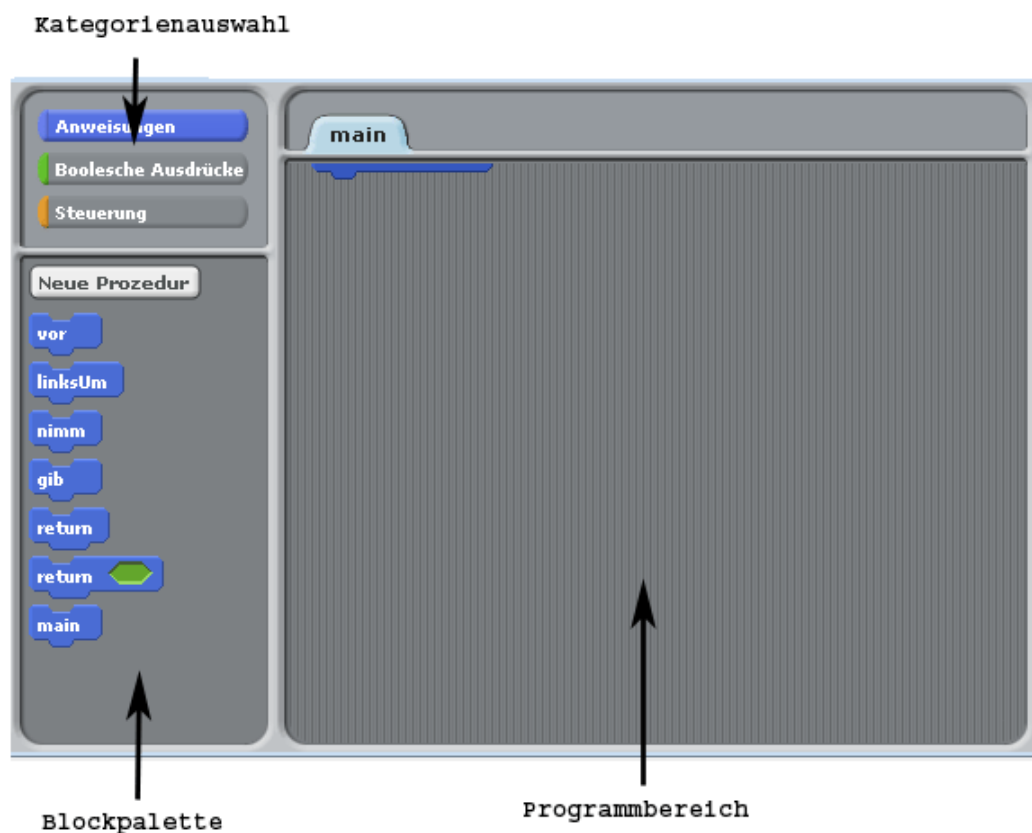 Kategorienauswahl
Anweisungen
Boolesche Ausdrücke
Steuerung
main
Neue Prozedur
vor
linksUm
nimm
gib
return
return
main
Blockpalette
Programmbereich